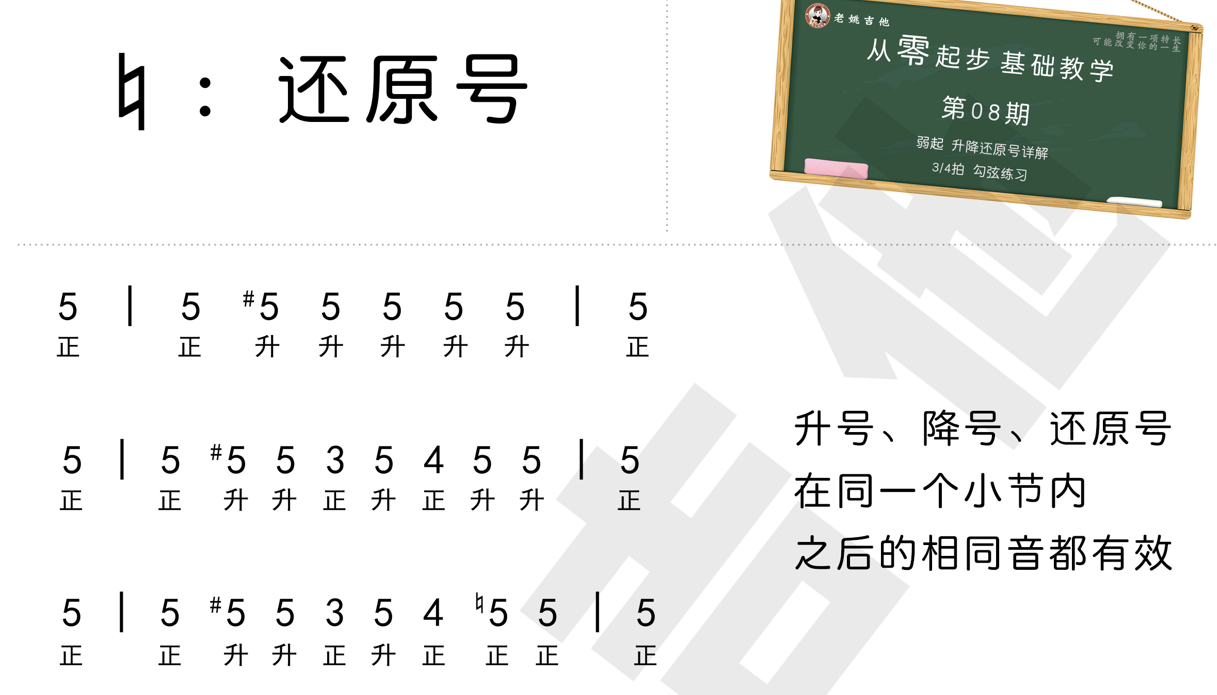 ♮：还原号
老姚吉他
拥有一项特长
可能改变你的一生
从零起步 基础教学
第08期
弱起 升降还原号详解
3/4拍 勾弦练习
5 | 5 #5 5 5 5 5 | 5
正 正 升 升 升 升 升 正
5 | 5 #5 5 3 5 4 5 5 | 5
正 正 升 升 正 升 正 升 升 正
5 | 5 #5 5 3 5 4 ♮5 5 | 5
正 正 升 升 正 升 正 正 正 正
升号、降号、还原号
在同一个小节内
之后的相同音都有效
吉他